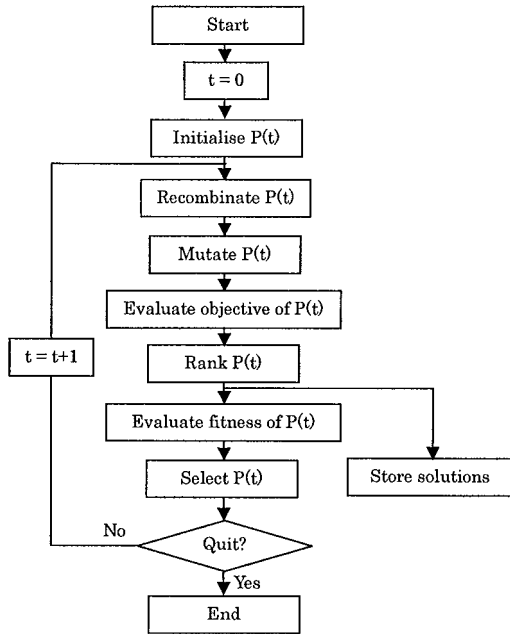 Start
t = 0
Initialise P(t)
Recombinate P(t)
Mutate P(t)
Evaluate objective of P(t)
t = t+1
Rank P(t)
Evaluate fitness of P(t)
Select P(t)
Store solutions
No
Quit?
Yes
End